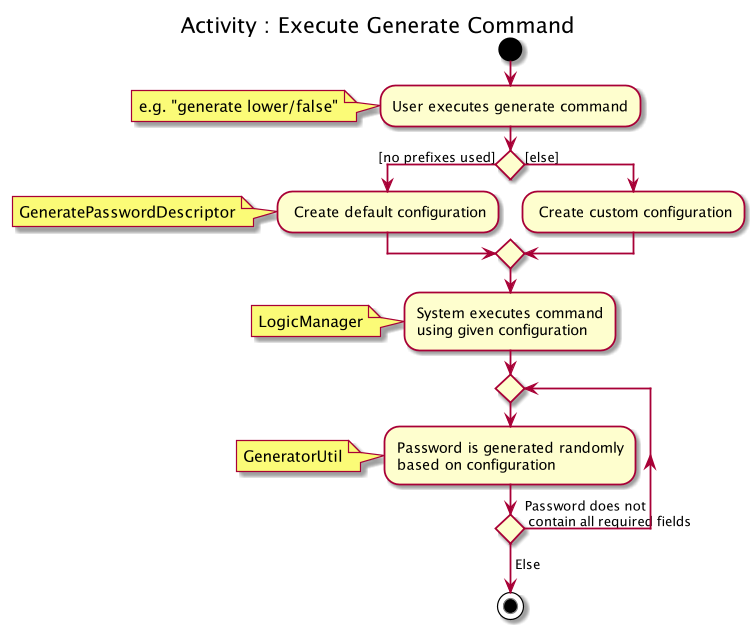 Activity : Execute Generate Command
e.g. "generate lower/false"
User executes generate command
[no prefixes used]
[else]
GeneratePasswordDescriptor
Create default configuration
Create custom configuration
LogicManager
System executes command
using given configuration
GeneratorUtil
Password is generated randomly
based on configuration
Password does not
contain all required fields
Else